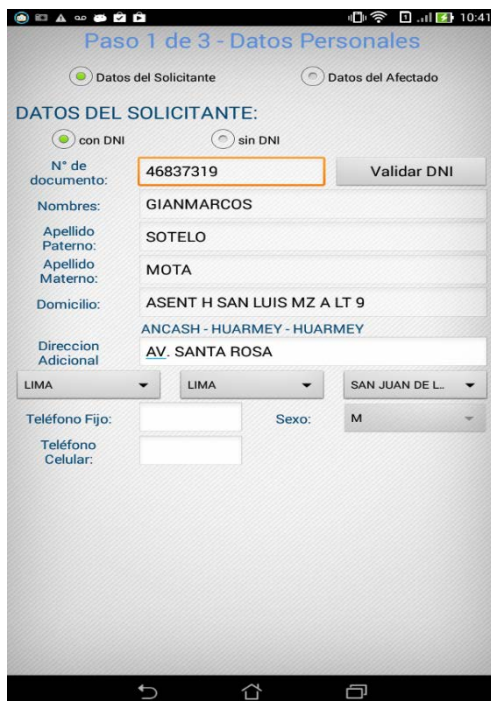 10:41
Paso 1 de 3 - Datos Personales
Datos del Solicitante Datos del Afectado
DATOS DEL SOLICITANTE:
con DNI sin DNI
N° de documento: 46837319 Validar DNI
Nombres: GIANMARCOS
Apellido Paterno: SOTELO
Apellido Materno: MOTA
Domicilio: ASENT H SAN LUIS MZ A LT 9
ANCASH - HUARMEY - HUARMEY
Direccion Adicional AV. SANTA ROSA
LIMA LIMA SAN JUAN DE L..
Teléfono Fijo: Sexo: M
Teléfono Celular: